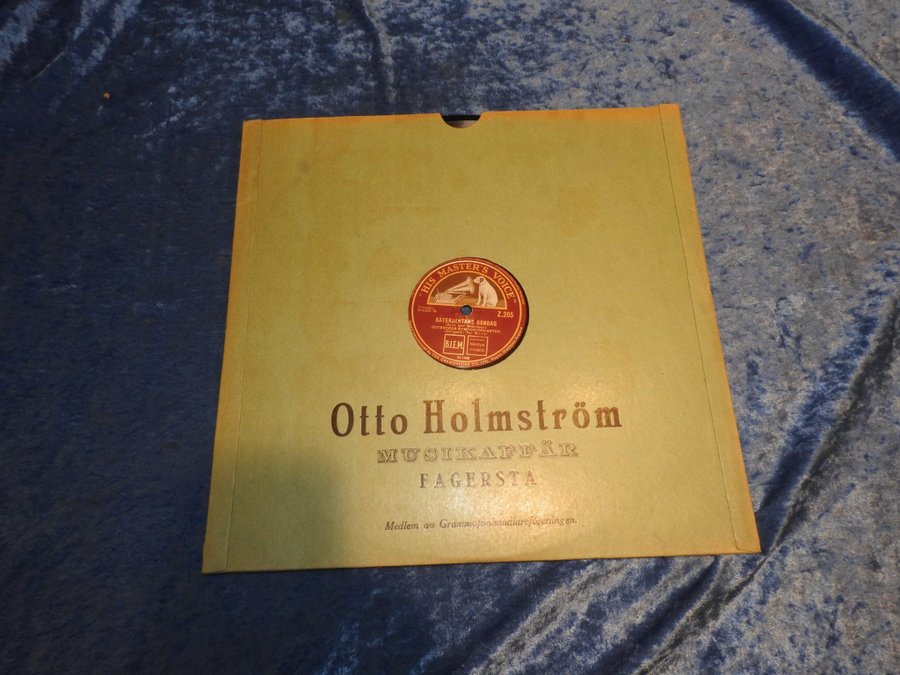 "HIS MASTER'S VOICE"
Z.205
SÄTERJÄNTANS SÖNDAG
B.I.E.M.
Otto Holmström
MUSIKAFFÄR
FAGERSTA
Medlem av Grammofonhandlareföreningen.